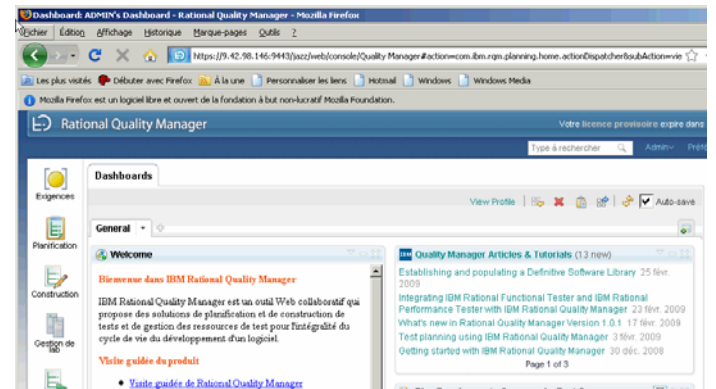 Dashboard: ADMIN's Dashboard - Rational Quality Manager - Mozilla Firefox
Fichier Édition Affichage Historique Marque-pages Outils ?
https://9.42.98.146:9443/jazz/web/console/Quality Manager#action=com.ibm.rqm.planning.home.actionDispatcher&subAction=vie
Les plus visités Débuter avec Firefox À la une Personnaliser les liens Hotmail Windows Windows Media
Mozilla Firefox est un logiciel libre et ouvert de la fondation à but non-lucratif Mozilla Foundation.
Rational Quality Manager
Votre licence provisoire expire dans
Type à rechercher Admin Préf
Dashboards
Exigences
View Profile Auto-save
General
Planification
Welcome
Bienvenue dans IBM Rational Quality Manager
IBM Rational Quality Manager est un outil Web collaboratif qui
propose des solutions de planification et de construction de
tests et de gestion des ressources de test pour l'intégralité du
cycle de vie du développement d'un logiciel.
Visite guidée du produit
Visite guidée de Rational Quality Manager
Construction
Gestion de
lab
IBM Quality Manager Articles & Tutorials (13 new)
Establishing and populating a Definitive Software Library 25 févr.
2009
Integrating IBM Rational Functional Tester and IBM Rational
Performance Tester with IBM Rational Quality Manager 23 févr. 2009
What's new in Rational Quality Manager Version 1.0.1 17 févr. 2009
Test planning using IBM Rational Quality Manager 3 févr. 2009
Getting started with IBM Rational Quality Manager 30 déc. 2008
Page 1 of 3